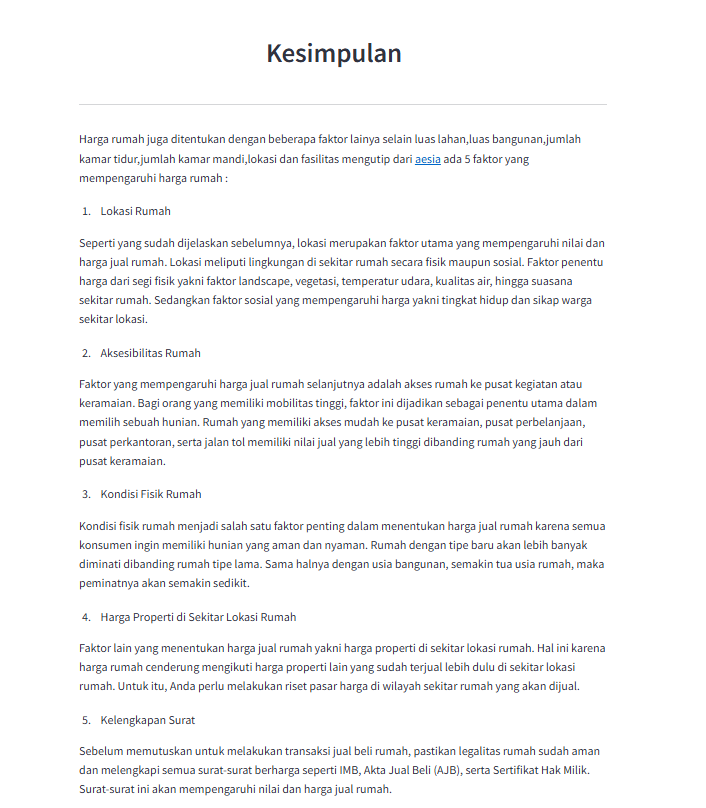 Kesimpulan
Harga rumah juga ditentukan dengan beberapa faktor lainya selain luas lahan,luas bangunan,jumlah
kamar tidur,jumlah kamar mandi,lokasi dan fasilitas mengutip dari aesia ada 5 faktor yang
mempengaruhi harga rumah :
1. Lokasi Rumah
Seperti yang sudah dijelaskan sebelumnya, lokasi merupakan faktor utama yang mempengaruhi nilai dan
harga jual rumah. Lokasi meliputi lingkungan di sekitar rumah secara fisik maupun sosial. Faktor penentu
harga dari segi fisik yakni faktor landscape, vegetasi, temperatur udara, kualitas air, hingga suasana
sekitar rumah. Sedangkan faktor sosial yang mempengaruhi harga yakni tingkat hidup dan sikap warga
sekitar lokasi.
2. Aksesibilitas Rumah
Faktor yang mempengaruhi harga jual rumah selanjutnya adalah akses rumah ke pusat kegiatan atau
keramaian. Bagi orang yang memiliki mobilitas tinggi, faktor ini dijadikan sebagai penentu utama dalam
memilih sebuah hunian. Rumah yang memiliki akses mudah ke pusat keramaian, pusat perbelanjaan,
pusat perkantoran, serta jalan tol memiliki nilai jual yang lebih tinggi dibanding rumah yang jauh dari
pusat keramaian.
3. Kondisi Fisik Rumah
Kondisi fisik rumah menjadi salah satu faktor penting dalam menentukan harga jual rumah karena semua
konsumen ingin memiliki hunian yang aman dan nyaman. Rumah dengan tipe baru akan lebih banyak
diminati dibanding rumah tipe lama. Sama halnya dengan usia bangunan, semakin tua usia rumah, maka
peminatnya akan semakin sedikit.
4. Harga Properti di Sekitar Lokasi Rumah
Faktor lain yang menentukan harga jual rumah yakni harga properti di sekitar lokasi rumah. Hal ini karena
harga rumah cenderung mengikuti harga properti lain yang sudah terjual lebih dulu di sekitar lokasi
rumah. Untuk itu, Anda perlu melakukan riset pasar harga di wilayah sekitar rumah yang akan dijual.
5. Kelengkapan Surat
Sebelum memutuskan untuk melakukan transaksi jual beli rumah, pastikan legalitas rumah sudah aman
dan melengkapi semua surat-surat berharga seperti IMB, Akta Jual Beli (AJB), serta Sertifikat Hak Milik.
Surat-surat ini akan mempengaruhi nilai dan harga jual rumah.